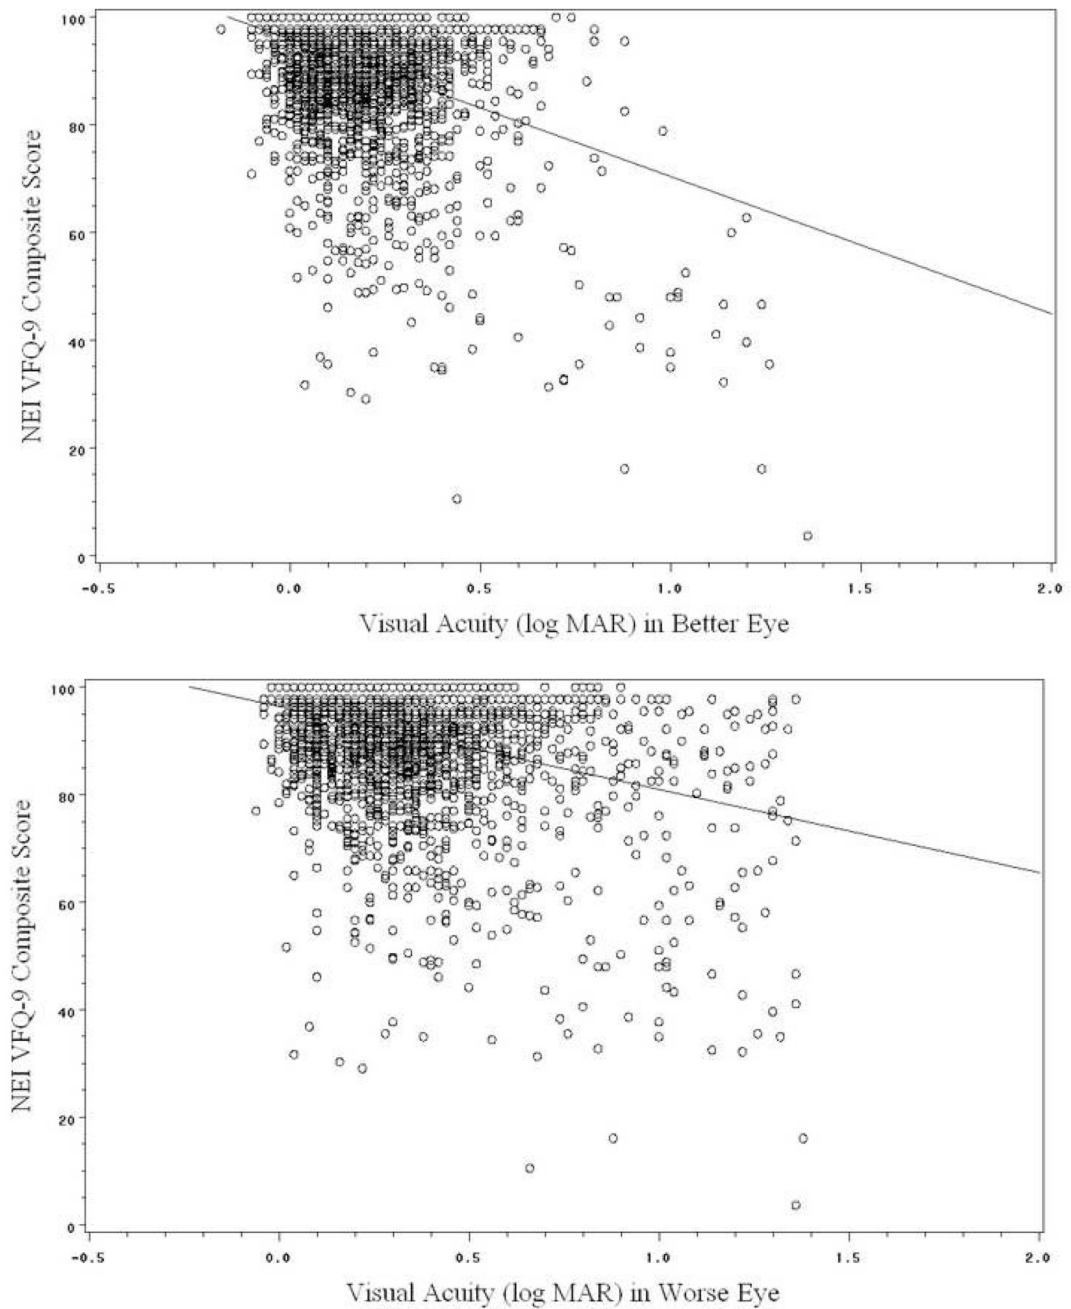 100
80
60
40
20
0
NEI VFQ-9 Composite Score
-0.5 0.0 0.5 1.0 1.5 2.0
Visual Acuity (log MAR) in Better Eye
100
80
60
40
20
0
NEI VFQ-9 Composite Score
-0.5 0.0 0.5 1.0 1.5 2.0
Visual Acuity (log MAR) in Worse Eye